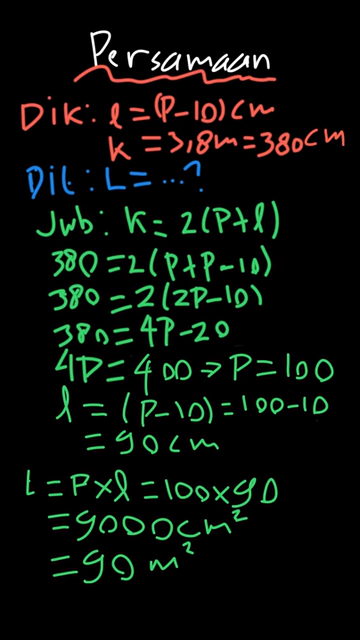 Persamaan
Dik: l = (P-10) cm
k = 3,8 m = 380 cm
Dit: L = ...?
Jwb: k = 2(P+l)
380 = 2(P+P-10)
380 = 2(2P-10)
380 = 4P-20
4P = 400 → P = 100
l = (P-10) = 100-10
= 90 cm
L = P x l = 100 x 90
= 9000 cm²
= 90 m²